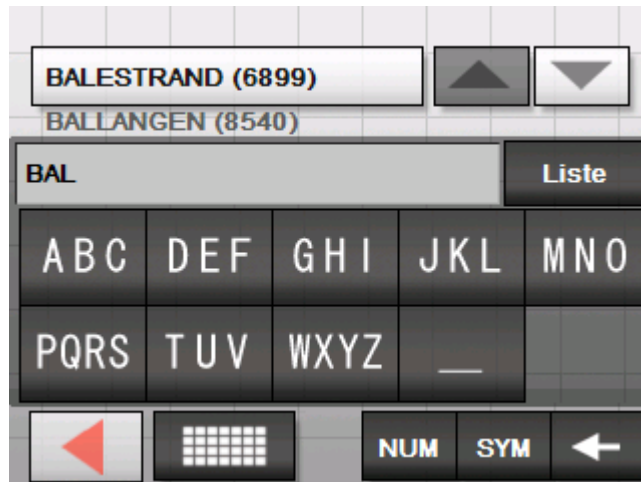 BALESTRAND (6899)
BALLANGEN (8540)
BAL
Liste
ABC DEF GHI JKL MNO
PQRS TUV WXYZ _
NUM SYM